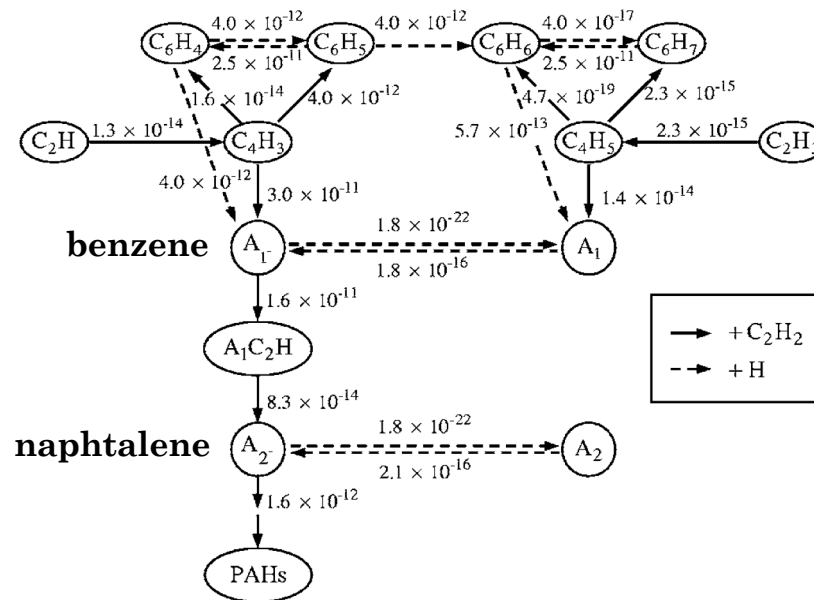 4.0 × 10-12
4.0 × 10-12
4.0 × 10-17
C6H4
C6H5
C6H6
C6H7
2.5 × 10-11
2.5 × 10-11
1.6 × 10-14
4.0 × 10-12
4.7 × 10-19
2.3 × 10-15
C2H
1.3 × 10-14
C4H3
5.7 × 10-13
C4H5
2.3 × 10-15
4.0 × 10-12
3.0 × 10-11
1.4 × 10-14
benzene
A1-
1.8 × 10-22
1.8 × 10-16
A1
1.6 × 10-11
A1C2H
+ C2H2
+ H
8.3 × 10-14
naphtalene
A2-
1.8 × 10-22
2.1 × 10-16
A2
1.6 × 10-12
PAHs